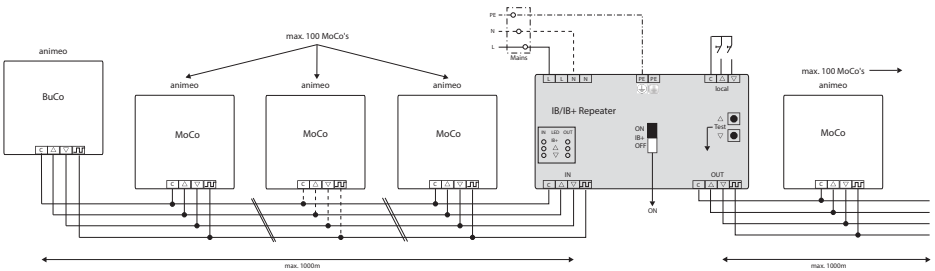 PE
N
L
Mains
max. 100 MoCo's
animeo
animeo
animeo
animeo
max. 100 MoCo's
animeo
BuCo
MoCo
MoCo
MoCo
MoCo
L L N N
PE PE
C
local
IB/IB+ Repeater
IN LED OUT
IB+
ON
IB+
OFF
Test
C
C
C
C
IN
C
OUT
C
C
ON
max. 1000m
max. 1000m